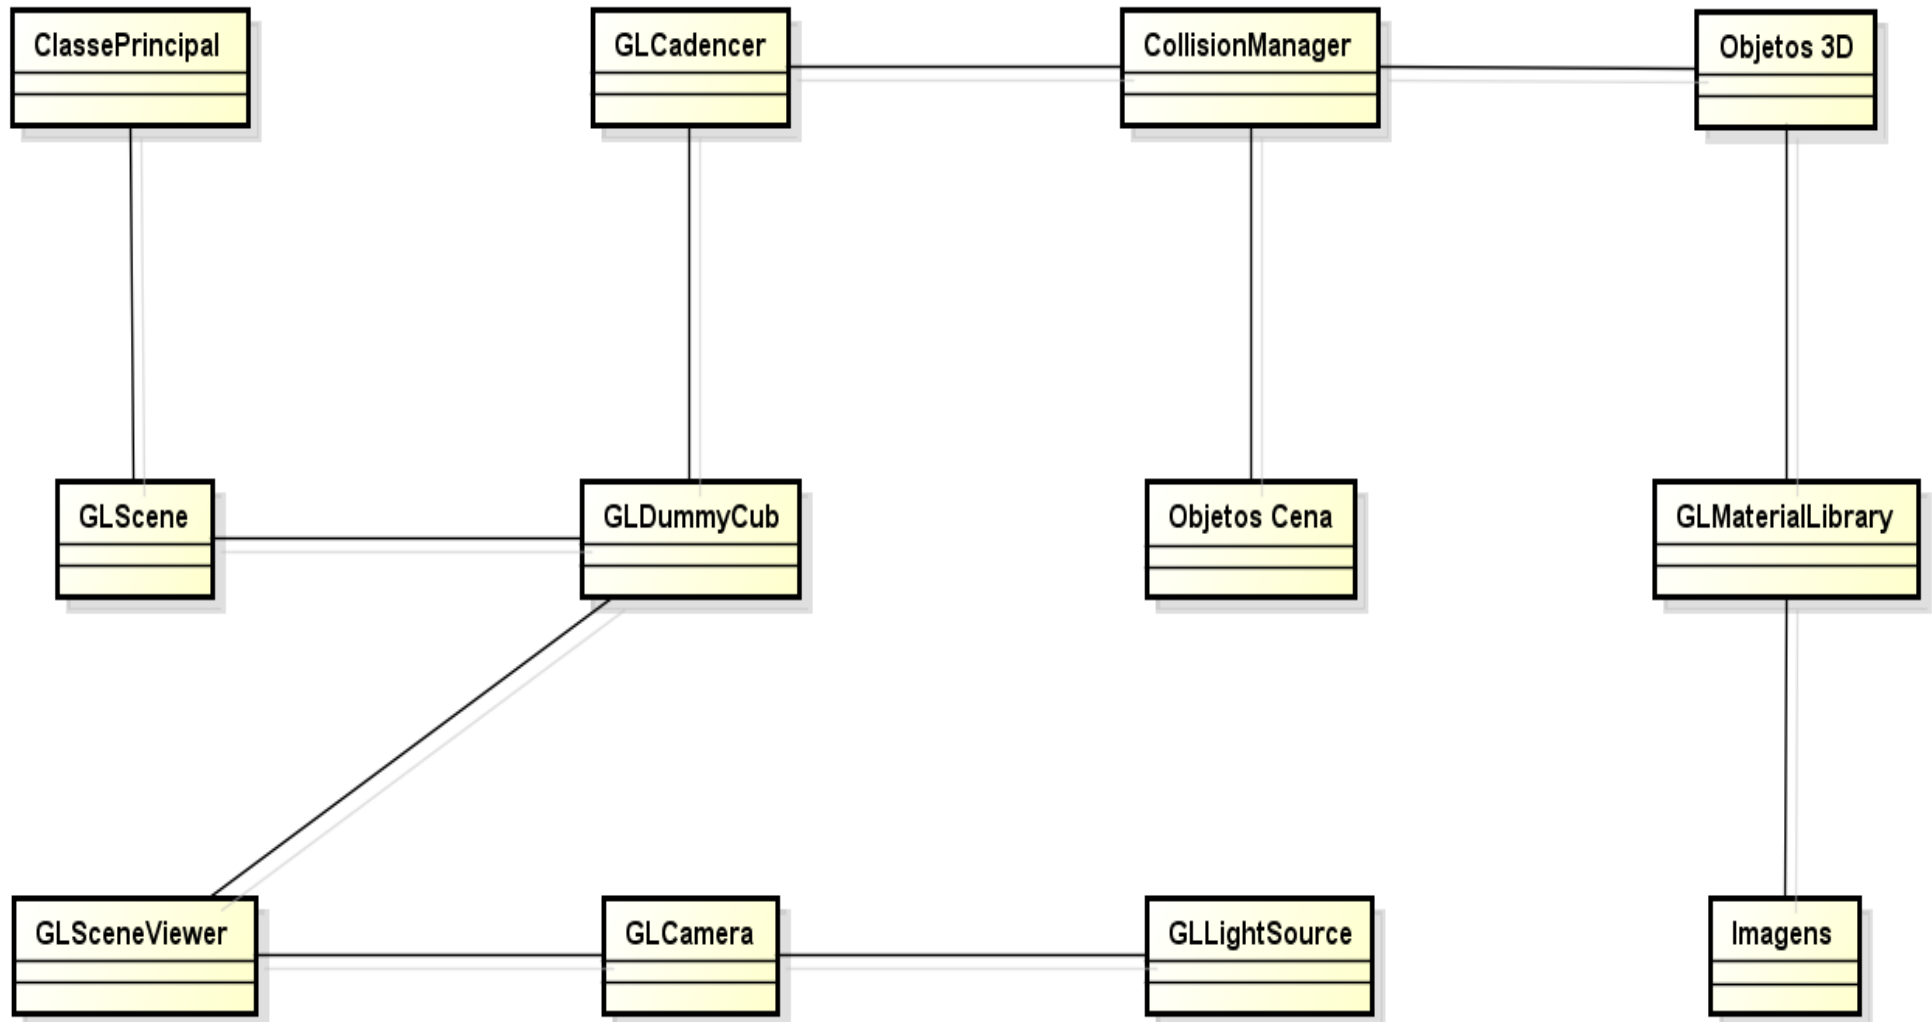 ClassePrincipal
GLCadencer
CollisionManager
Objetos 3D
GLScene
GLDummyCub
Objetos Cena
GLMaterialLibrary
GLSceneViewer
GLCamera
GLLightSource
Imagens